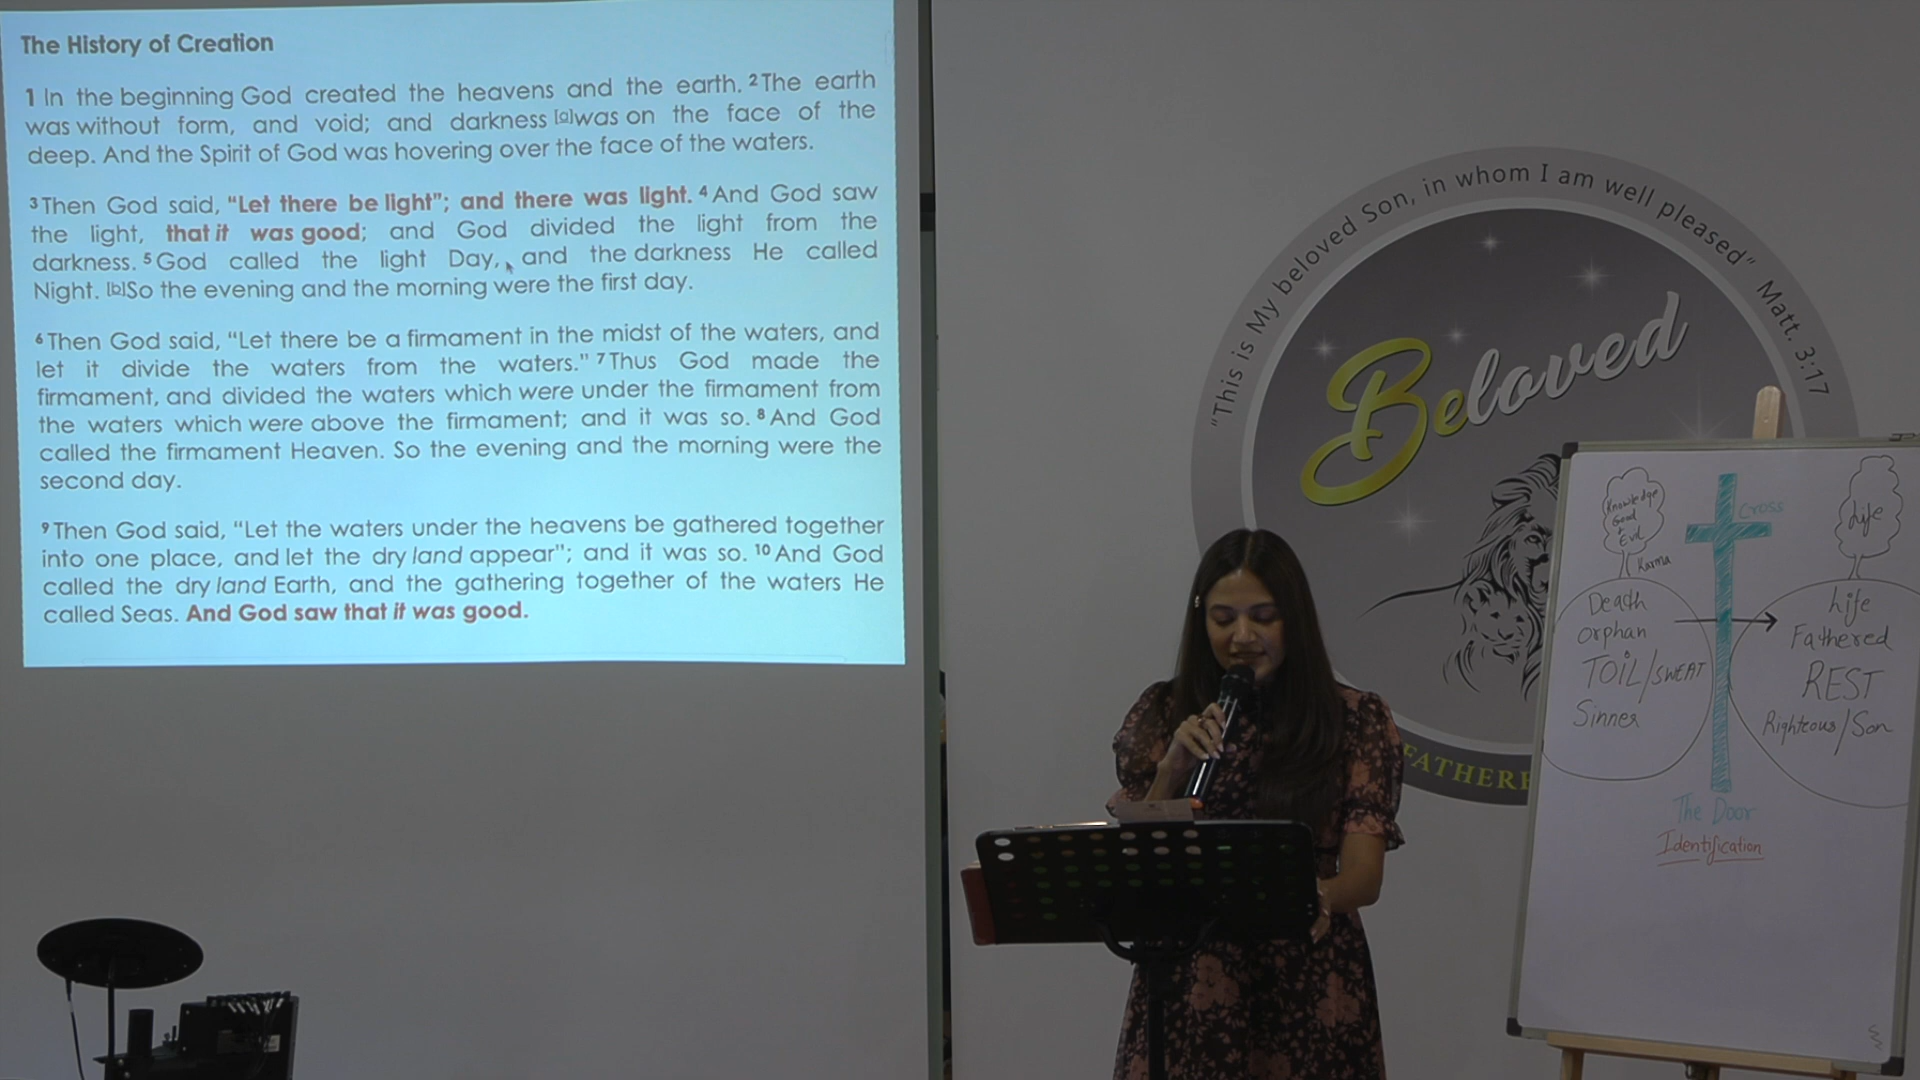 The History of Creation
1 In the beginning God created the heavens and the earth. 2 The earth
was without form, and void; and darkness [a]was on the face of the
deep. And the Spirit of God was hovering over the face of the waters.
3 Then God said, "Let there be light"; and there was light. 4 And God saw
the light, that it was good; and God divided the light from the
darkness. 5 God called the light Day, and the darkness He called
Night. [b]So the evening and the morning were the first day.
6 Then God said, "Let there be a firmament in the midst of the waters, and
let it divide the waters from the waters." 7 Thus God made the
firmament, and divided the waters which were under the firmament from
the waters which were above the firmament; and it was so. 8 And God
called the firmament Heaven. So the evening and the morning were the
second day.
9 Then God said, "Let the waters under the heavens be gathered together
into one place, and let the dry land appear"; and it was so. 10 And God
called the dry land Earth, and the gathering together of the waters He
called Seas. And God saw that it was good.
"This is My beloved Son, in whom I am well pleased" Matt. 3:17
Beloved
FATHERE
Knowledge
Good
&
Evil
Karma
Death
Orphan
TOIL/SWEAT
Sinner
Cross
Life
Life
Fathered
REST
Righteous/Son
The Door
Identification